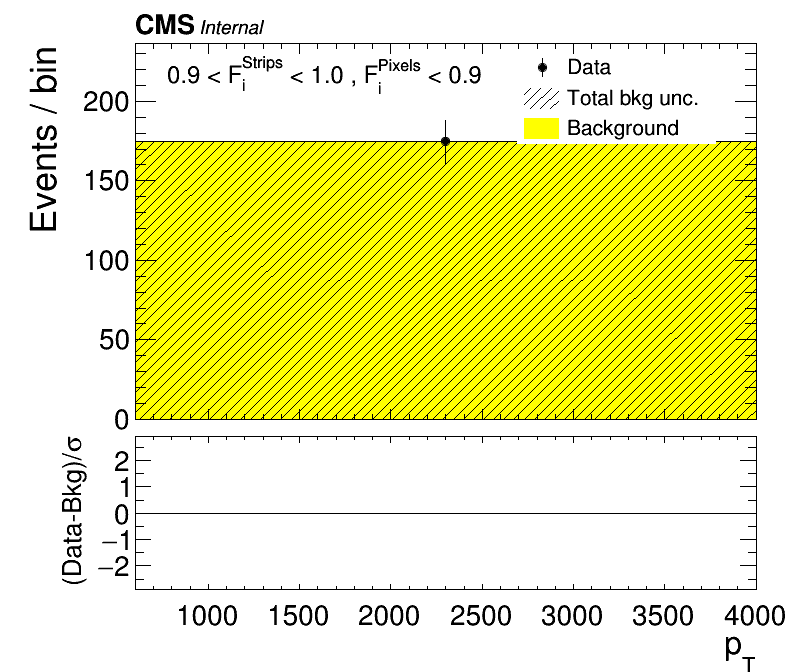 CMS Internal
0.9 < F_i^Strips < 1.0 , F_i^Pixels < 0.9
Data
Total bkg unc.
Background
Events / bin
200
150
100
50
0
(Data-Bkg)/σ
2
1
0
−1
−2
1000 1500 2000 2500 3000 3500 4000
p_T